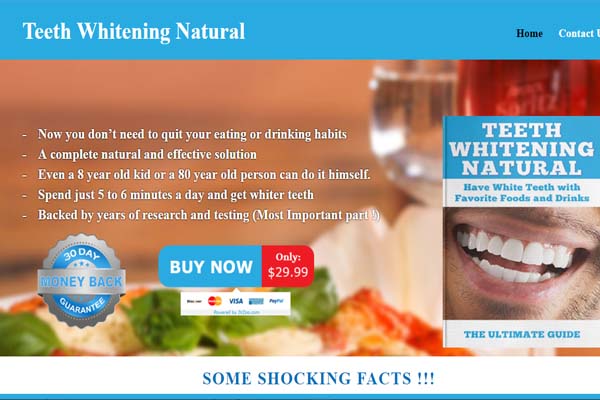 Teeth Whitening Natural
Home Contact U
- Now you don't need to quit your eating or drinking habits
- A complete natural and effective solution
- Even a 8 year old kid or a 80 year old person can do it himself.
- Spend just 5 to 6 minutes a day and get whiter teeth
- Backed by years of research and testing (Most Important part !)
30 DAY
MONEY BACK
GUARANTEE
BUY NOW
Only:
$29.99
MasterCard VISA PayPal
TEETH
WHITENING
NATURAL
Have White Teeth with
Favorite Foods and Drinks
THE ULTIMATE GUIDE
SOME SHOCKING FACTS !!!